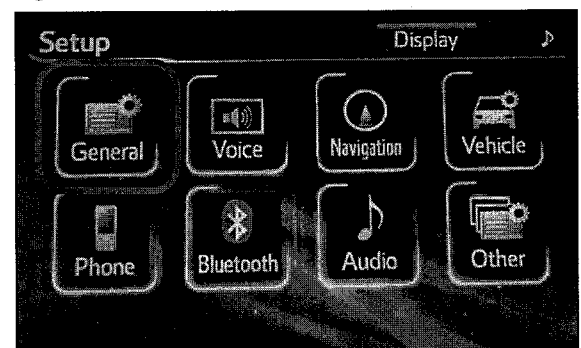 Setup Display
General Voice Navigation Vehicle
Phone Bluetooth Audio Other